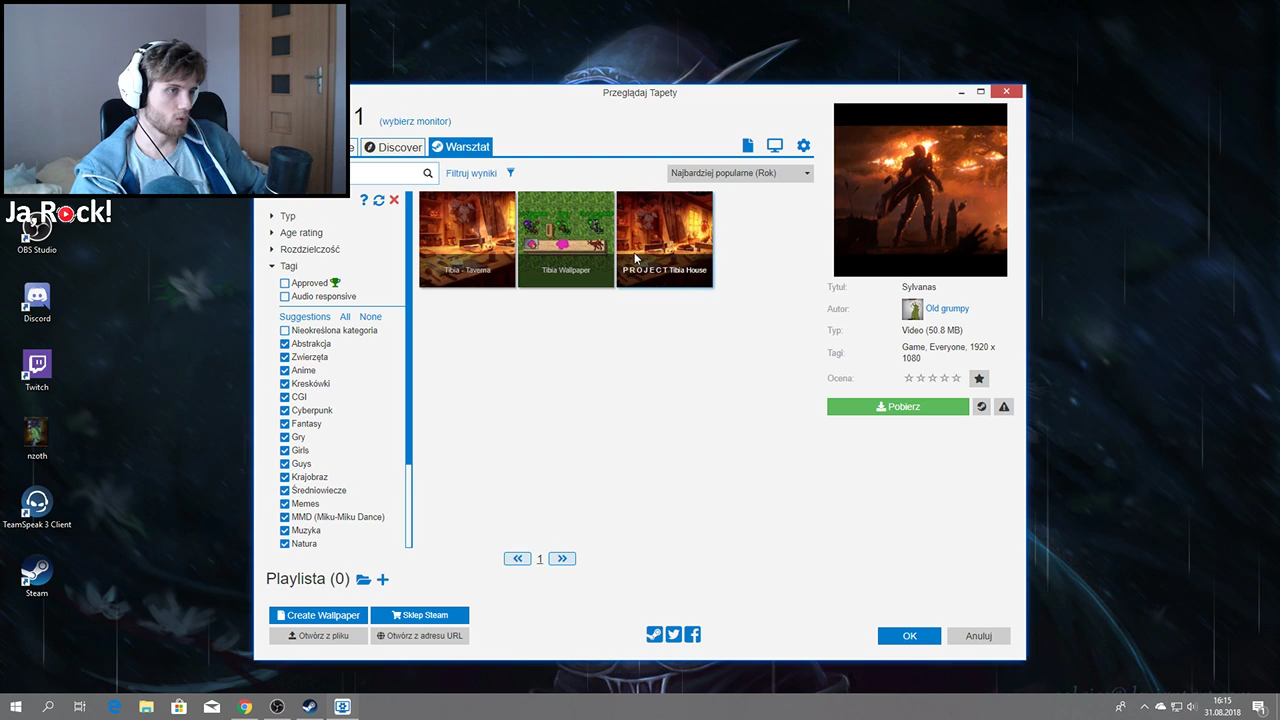 Ja Rock!
OBS Studio
Discord
Twitch
nzoth
TeamSpeak 3 Client
Steam
Przeglądaj Tapety
1
(wybierz monitor)
e
Discover
Warsztat
Filtruj wyniki
Najbardziej popularne (Rok)
?
Typ
Age rating
Rozdzielczość
Tagi
Approved
Audio responsive
Suggestions All None
Nieokreślona kategoria
Abstrakcja
Zwierzęta
Anime
Kreskówki
CGI
Cyberpunk
Fantasy
Gry
Girls
Guys
Krajobraz
Średniowiecze
Memes
MMD (Miku-Miku Dance)
Muzyka
Natura
Tibia - Taverna
Tibia Wallpaper
PROJECT Tibia House
1
Tytuł: Sylvanas
Autor: Old grumpy
Typ: Video (50.8 MB)
Tagi: Game, Everyone, 1920 x
1080
Ocena:
Pobierz
Playlista (0)
Create Wallpaper
Sklep Steam
Otwórz z pliku
Otwórz z adresu URL
OK
Anuluj
16:15
31.08.2018
1